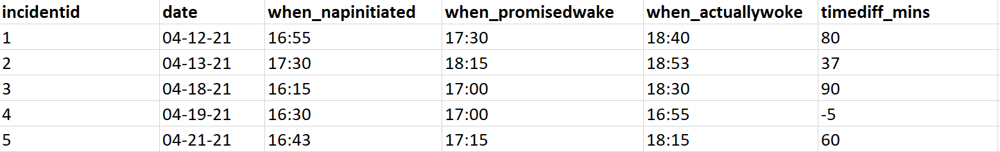 incidentid date when_napinitiated when_promisedwake when_actuallywoke timediff_mins
1 04-12-21 16:55 17:30 18:40 80
2 04-13-21 17:30 18:15 18:53 37
3 04-18-21 16:15 17:00 18:30 90
4 04-19-21 16:30 17:00 16:55 -5
5 04-21-21 16:43 17:15 18:15 60